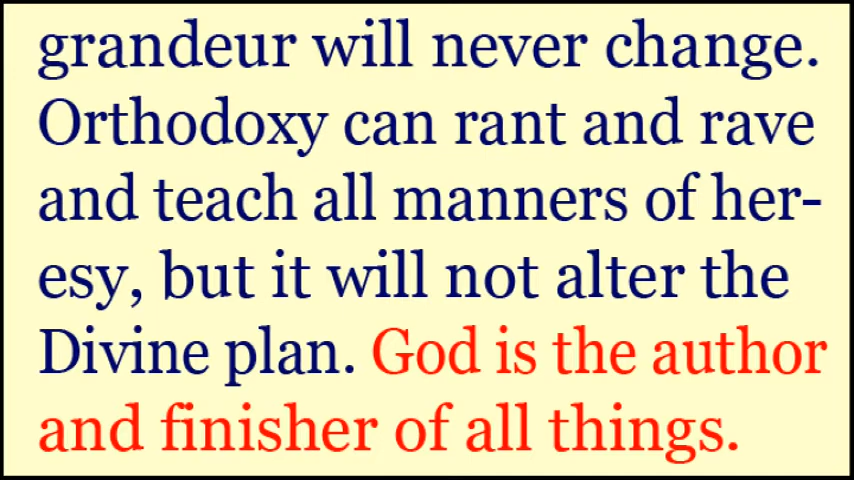 grandeur will never change.
Orthodoxy can rant and rave
and teach all manners of her-
esy, but it will not alter the
Divine plan. God is the author
and finisher of all things.